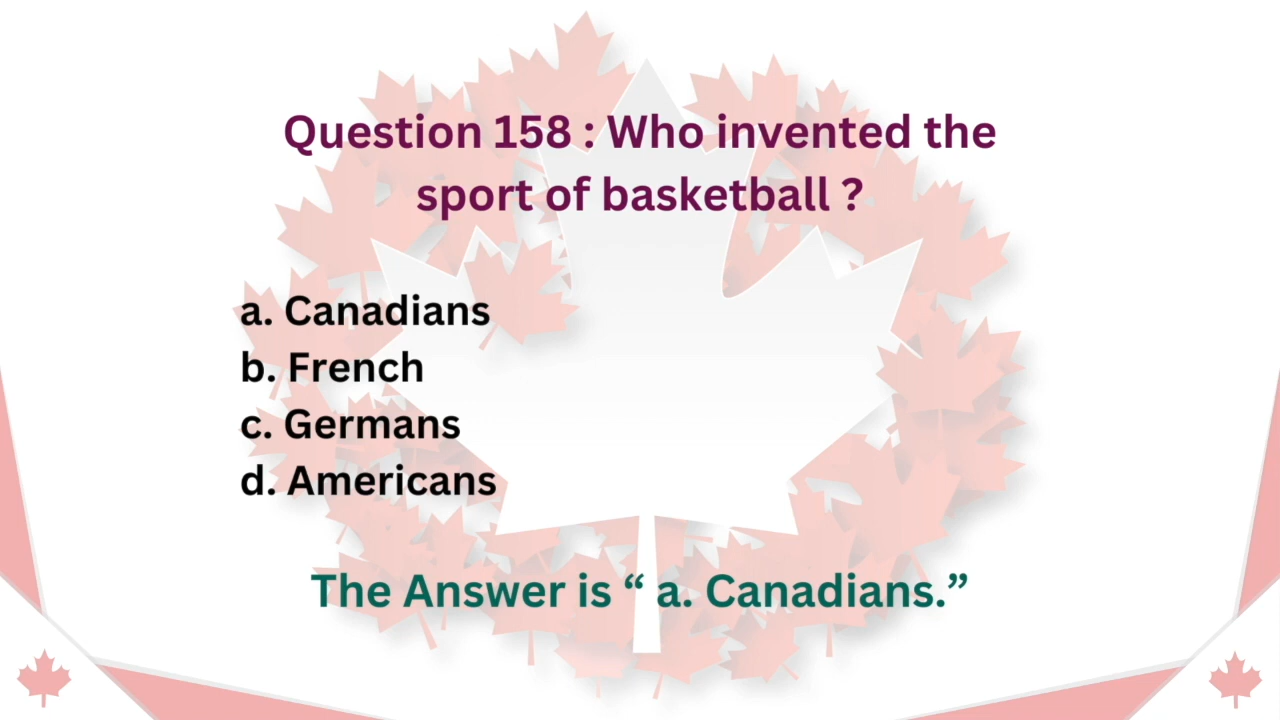 Question 158 : Who invented the
sport of basketball ?
a. Canadians
b. French
c. Germans
d. Americans
The Answer is “ a. Canadians.”